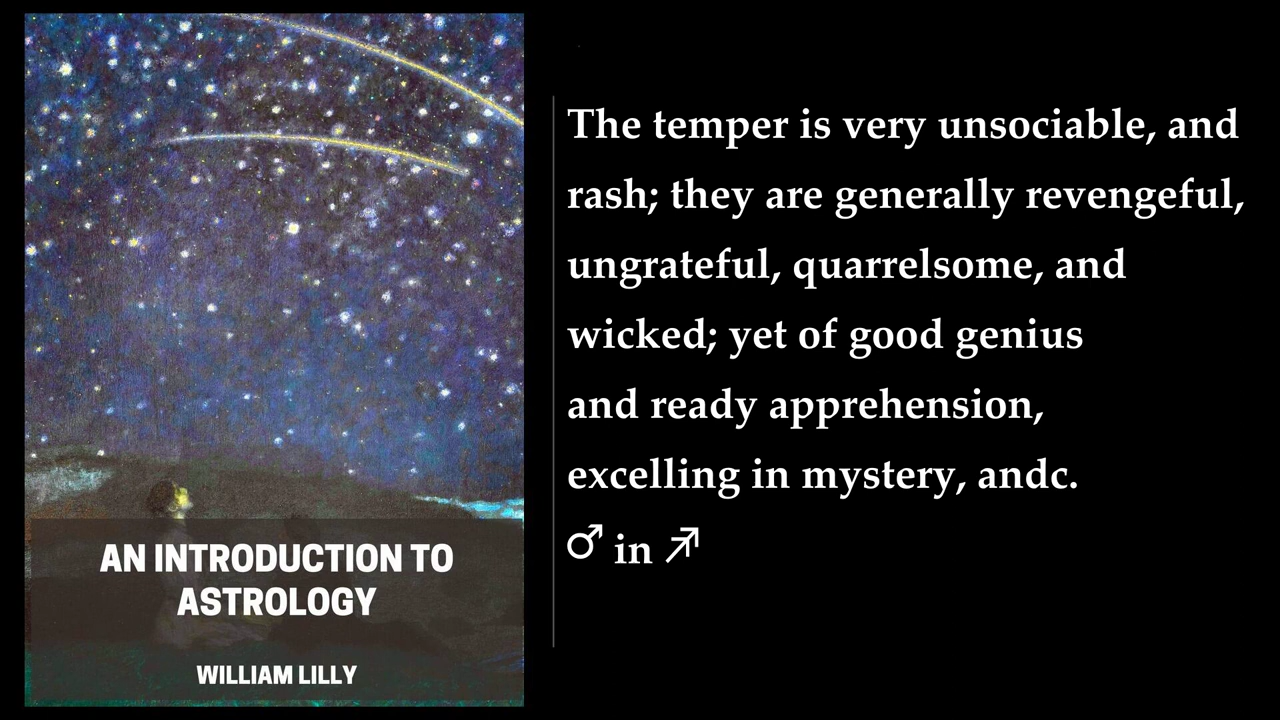 AN INTRODUCTION TO
ASTROLOGY
WILLIAM LILLY
The temper is very unsociable, and
rash; they are generally revengeful,
ungrateful, quarrelsome, and
wicked; yet of good genius
and ready apprehension,
excelling in mystery, andc.
♂ in ♐